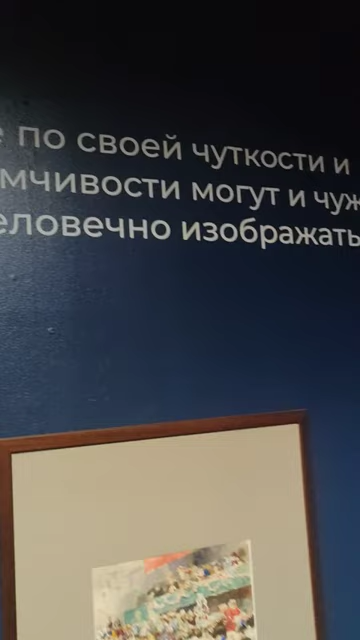 по своей чуткости и
мчивости могут и чуж
еловечно изображать